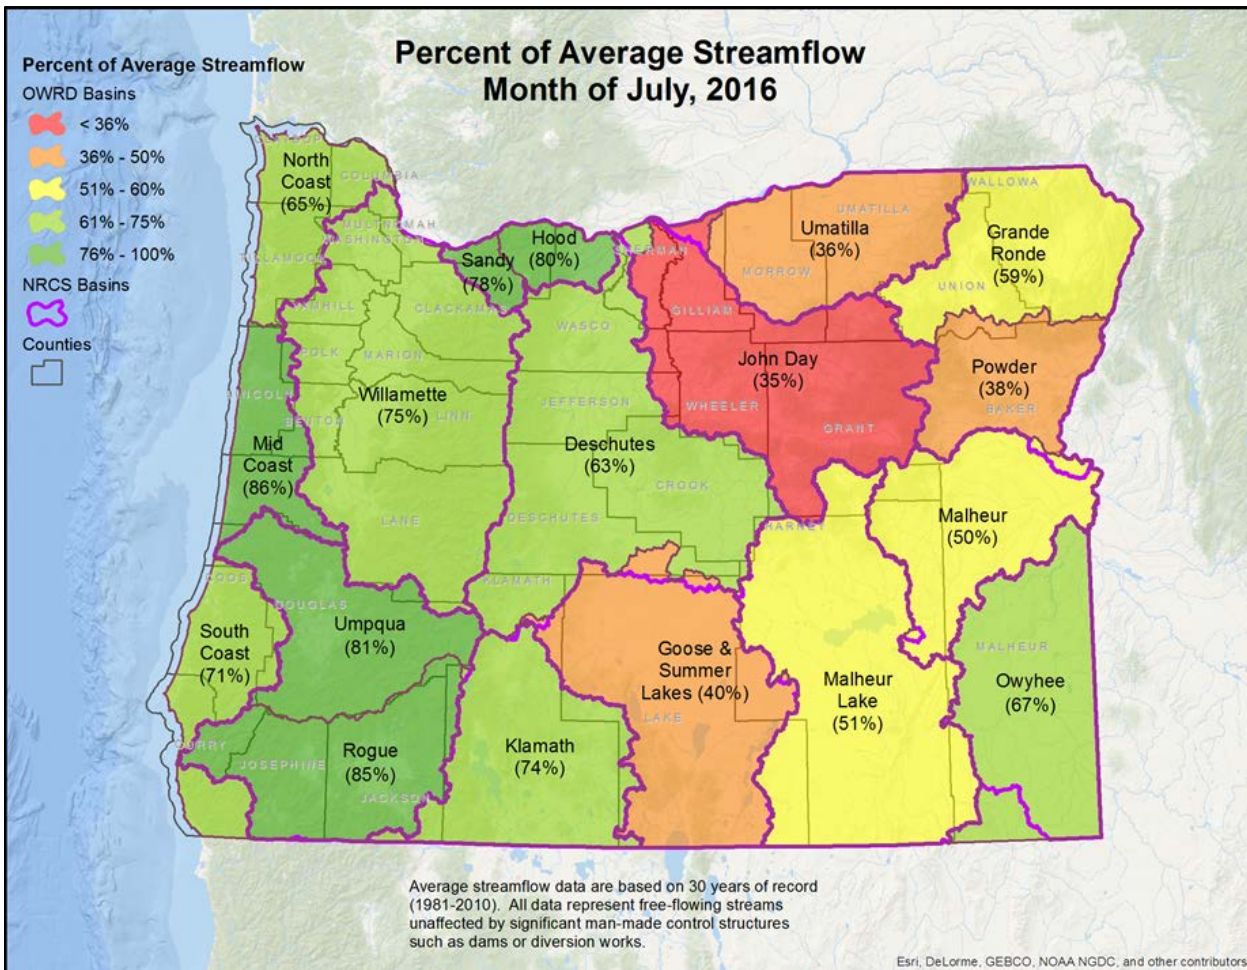 Percent of Average Streamflow
Month of July, 2016
Percent of Average Streamflow
OWRD Basins
< 36%
36% - 50%
51% - 60%
61% - 75%
76% - 100%
NRCS Basins
Counties
North
Coast
(65%)
COLUMBIA
MULTNOMAH
WASHINGTON
TILLAMOOK
YAMHILL
CLACKAMAS
Sandy
(78%)
Hood
(80%)
SHERMAN
UMATILLA
Umatilla
(36%)
MORROW
WALLOWA
Grande
Ronde
(59%)
UNION
GILLIAM
WASCO
POLK
MARION
John Day
(35%)
Powder
(38%)
BAKER
LINCOLN
Willamette
(75%)
BENTON
LINN
JEFFERSON
WHEELER
GRANT
Mid
Coast
(86%)
Deschutes
(63%)
CROOK
LANE
DESCHUTES
HARNEY
Malheur
(50%)
COOS
KLAMATH
DOUGLAS
Umpqua
(81%)
South
Coast
(71%)
Goose &
Summer
Lakes (40%)
LAKE
MALHEUR
Malheur
Lake
(51%)
Owyhee
(67%)
CURRY
JOSEPHINE
Rogue
(85%)
JACKSON
Klamath
(74%)
Average streamflow data are based on 30 years of record
(1981-2010). All data represent free-flowing streams
unaffected by significant man-made control structures
such as dams or diversion works.
Esri, DeLorme, GEBCO, NOAA NGDC, and other contributors